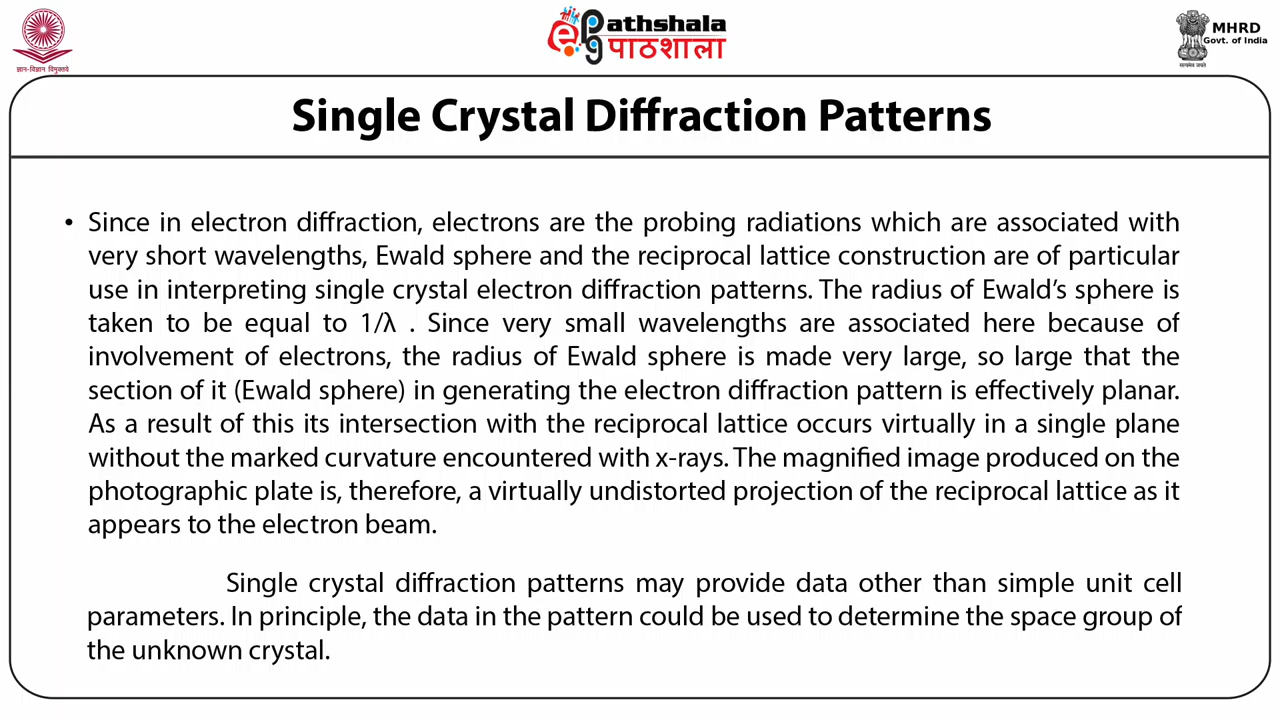 ज्ञान-विज्ञान विमुक्तये
ePG Pathshala
पाठशाला
सत्यमेव जयते
MHRD
Govt. of India
Single Crystal Diffraction Patterns
• Since in electron diffraction, electrons are the probing radiations which are associated with
very short wavelengths, Ewald sphere and the reciprocal lattice construction are of particular
use in interpreting single crystal electron diffraction patterns. The radius of Ewald’s sphere is
taken to be equal to 1/λ . Since very small wavelengths are associated here because of
involvement of electrons, the radius of Ewald sphere is made very large, so large that the
section of it (Ewald sphere) in generating the electron diffraction pattern is effectively planar.
As a result of this its intersection with the reciprocal lattice occurs virtually in a single plane
without the marked curvature encountered with x-rays. The magnified image produced on the
photographic plate is, therefore, a virtually undistorted projection of the reciprocal lattice as it
appears to the electron beam.
Single crystal diffraction patterns may provide data other than simple unit cell
parameters. In principle, the data in the pattern could be used to determine the space group of
the unknown crystal.